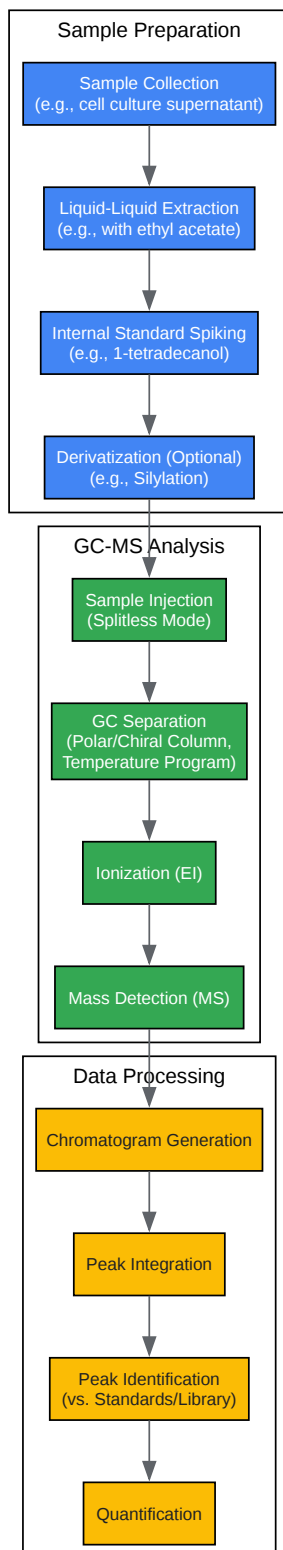 Sample Preparation
Sample Collection
(e.g., cell culture supernatant)
Liquid-Liquid Extraction
(e.g., with ethyl acetate)
Internal Standard Spiking
(e.g., 1-tetradecanol)
Derivatization (Optional)
(e.g., Silylation)
GC-MS Analysis
Sample Injection
(Splitless Mode)
GC Separation
(Polar/Chiral Column,
Temperature Program)
Ionization (EI)
Mass Detection (MS)
Data Processing
Chromatogram Generation
Peak Integration
Peak Identification
(vs. Standards/Library)
Quantification